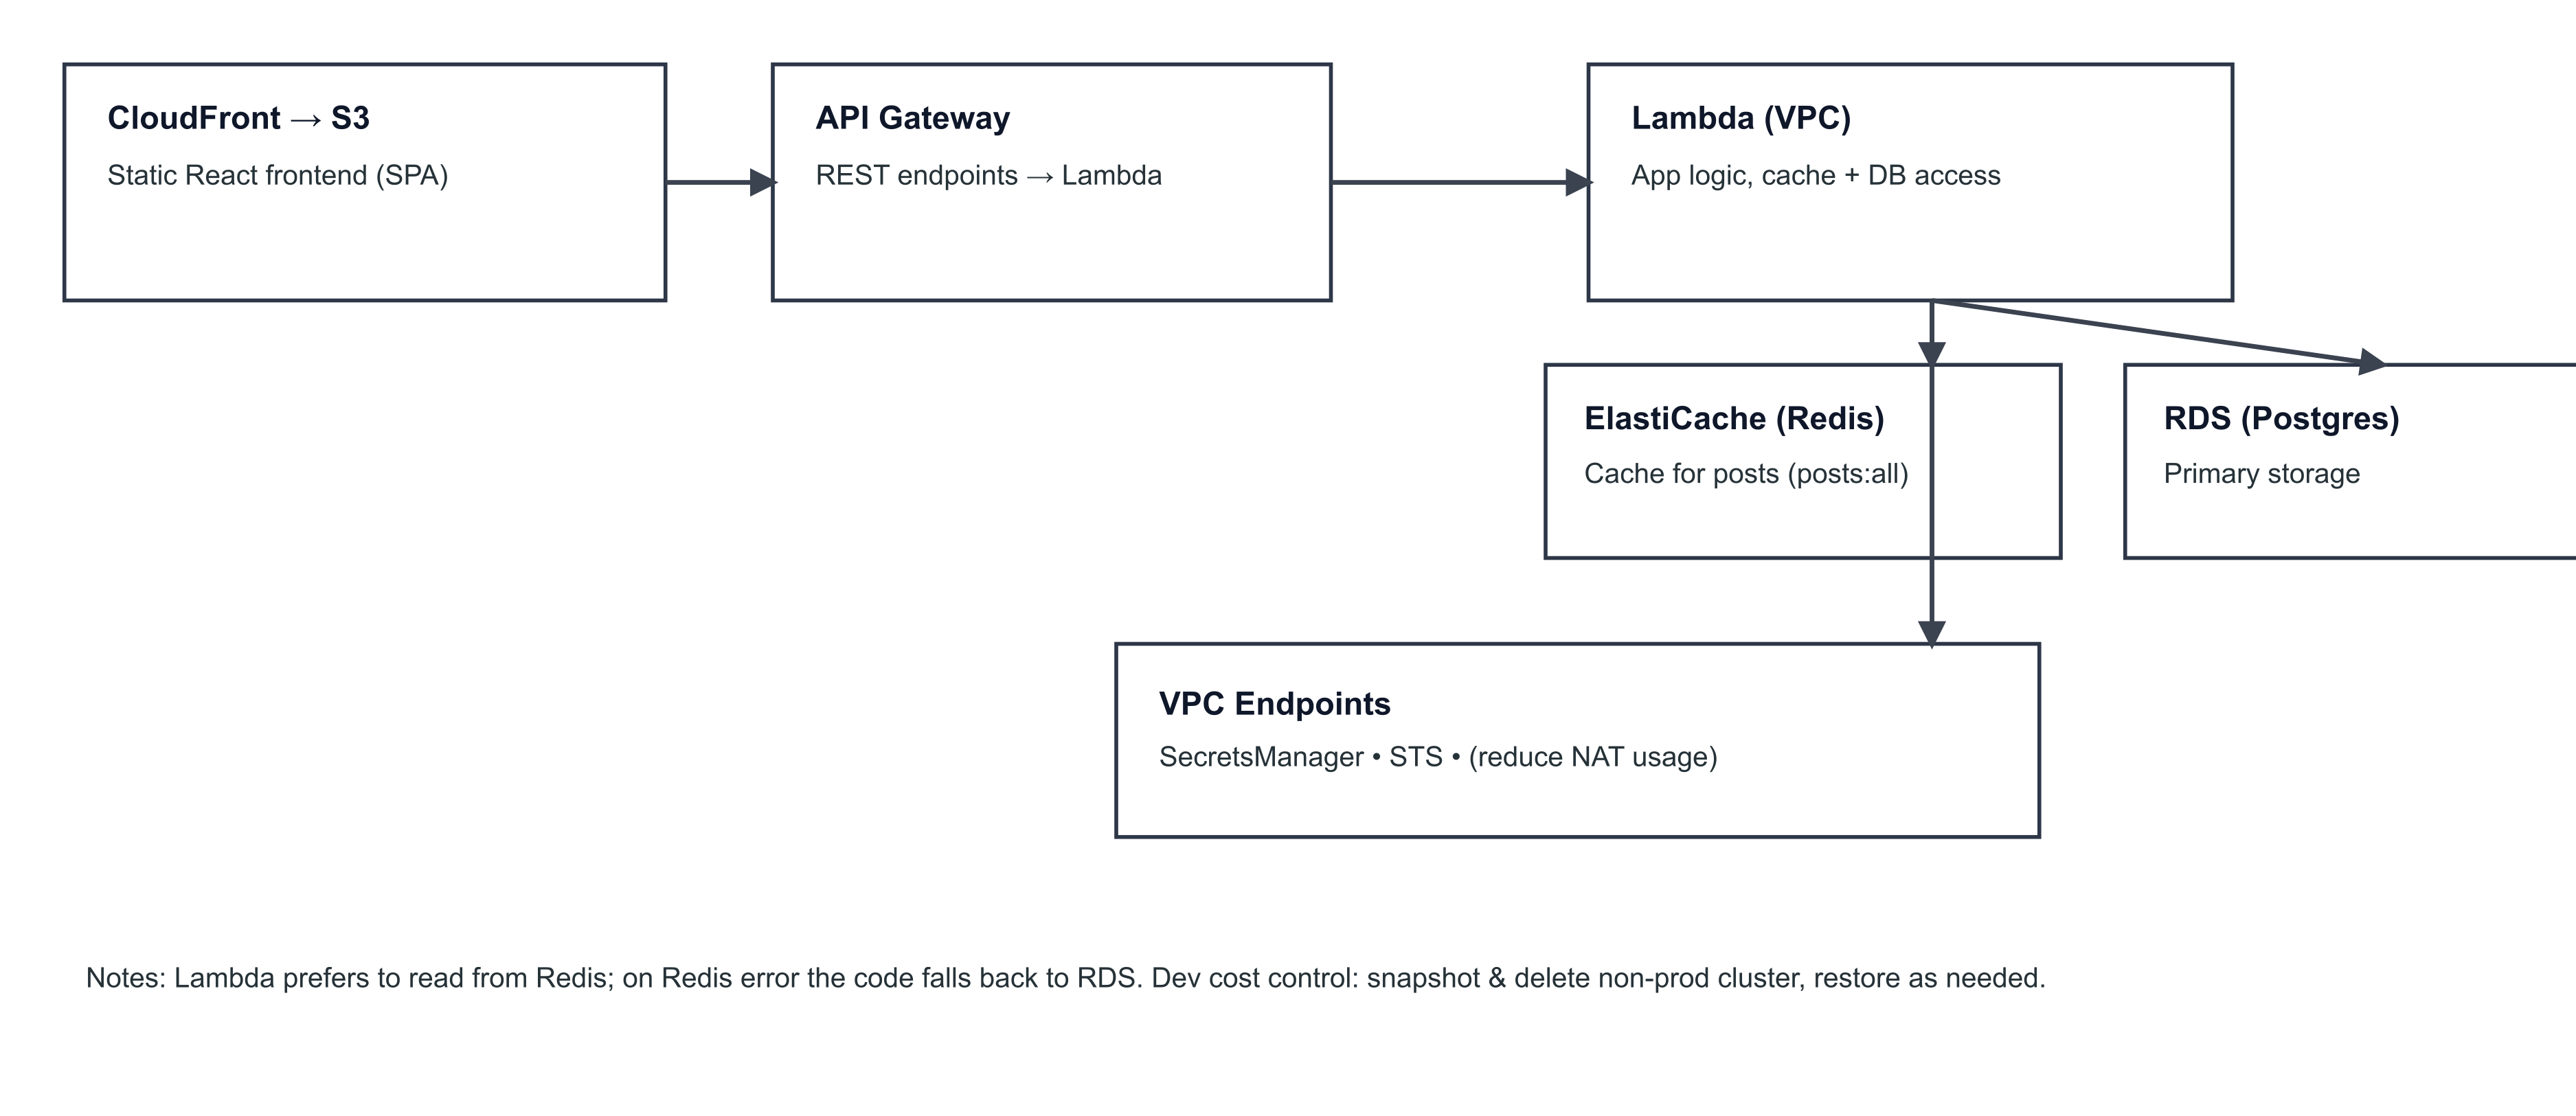 CloudFront → S3
Static React frontend (SPA)
API Gateway
REST endpoints → Lambda
Lambda (VPC)
App logic, cache + DB access
ElastiCache (Redis)
Cache for posts (posts:all)
RDS (Postgres)
Primary storage
VPC Endpoints
SecretsManager • STS • (reduce NAT usage)
Notes: Lambda prefers to read from Redis; on Redis error the code falls back to RDS. Dev cost control: snapshot & delete non-prod cluster, restore as needed.